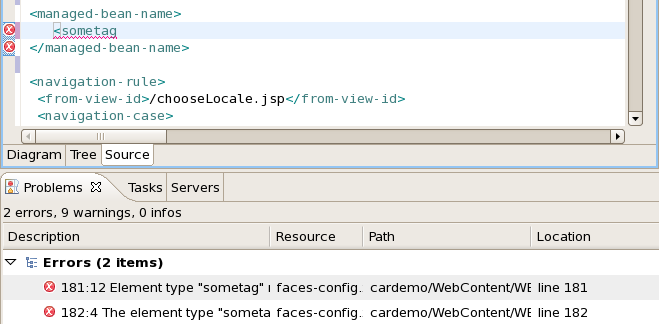 <managed-bean-name>
<sometag
</managed-bean-name>
<navigation-rule>
<from-view-id>/chooseLocale.jsp</from-view-id>
<navigation-case>
Diagram Tree Source
Problems Tasks Servers
2 errors, 9 warnings, 0 infos
Description Resource Path Location
Errors (2 items)
181:12 Element type "sometag" faces-config. cardemo/WebContent/WE line 181
182:4 The element type "someta faces-config. cardemo/WebContent/WE line 182